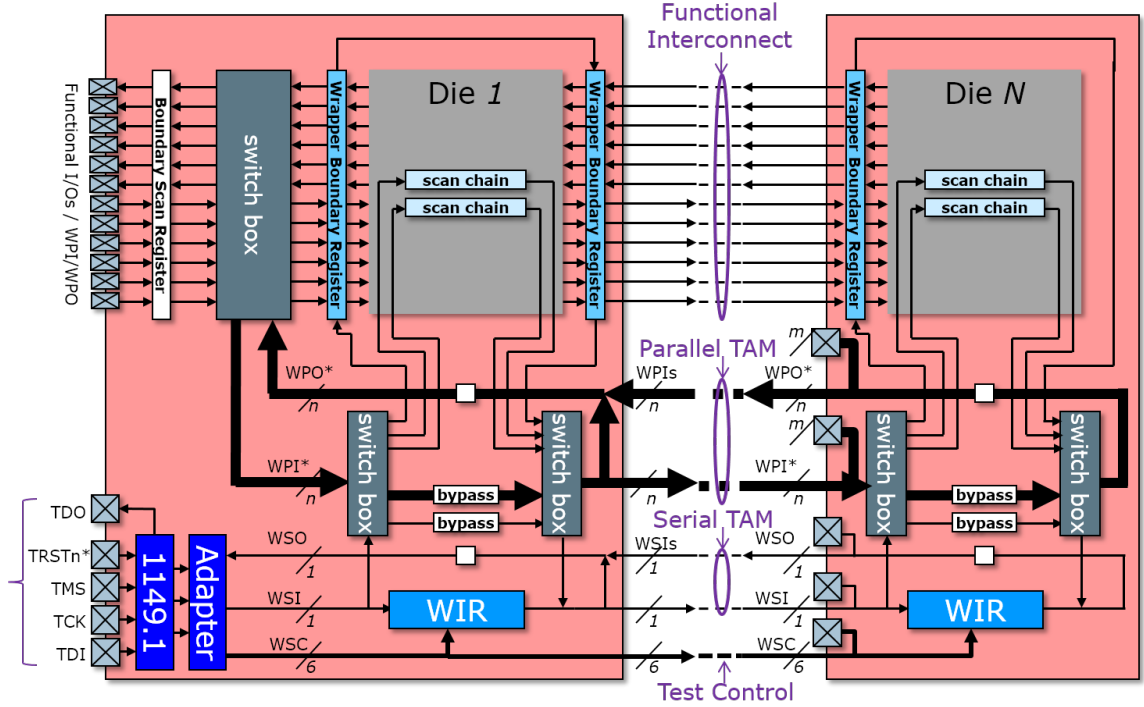 Functional
Interconnect
Die 1
Die N
Functional I/Os / WPI/WPO
Boundary Scan Register
switch box
Wrapper Boundary Register
Wrapper Boundary Register
Wrapper Boundary Register
scan chain
scan chain
scan chain
scan chain
Parallel TAM
WPO*
n
WPIs
n
WPO*
n
m
m
switch box
switch box
switch box
switch box
WPI*
n
n
WPI*
n
bypass
bypass
bypass
bypass
Serial TAM
TDO
TRSTn*
TMS
TCK
TDI
1149.1
Adapter
WSO
1
WSIs
1
WSO
1
WSI
1
WIR
1
WSI
1
WIR
WSC
6
6
WSC
6
Test Control